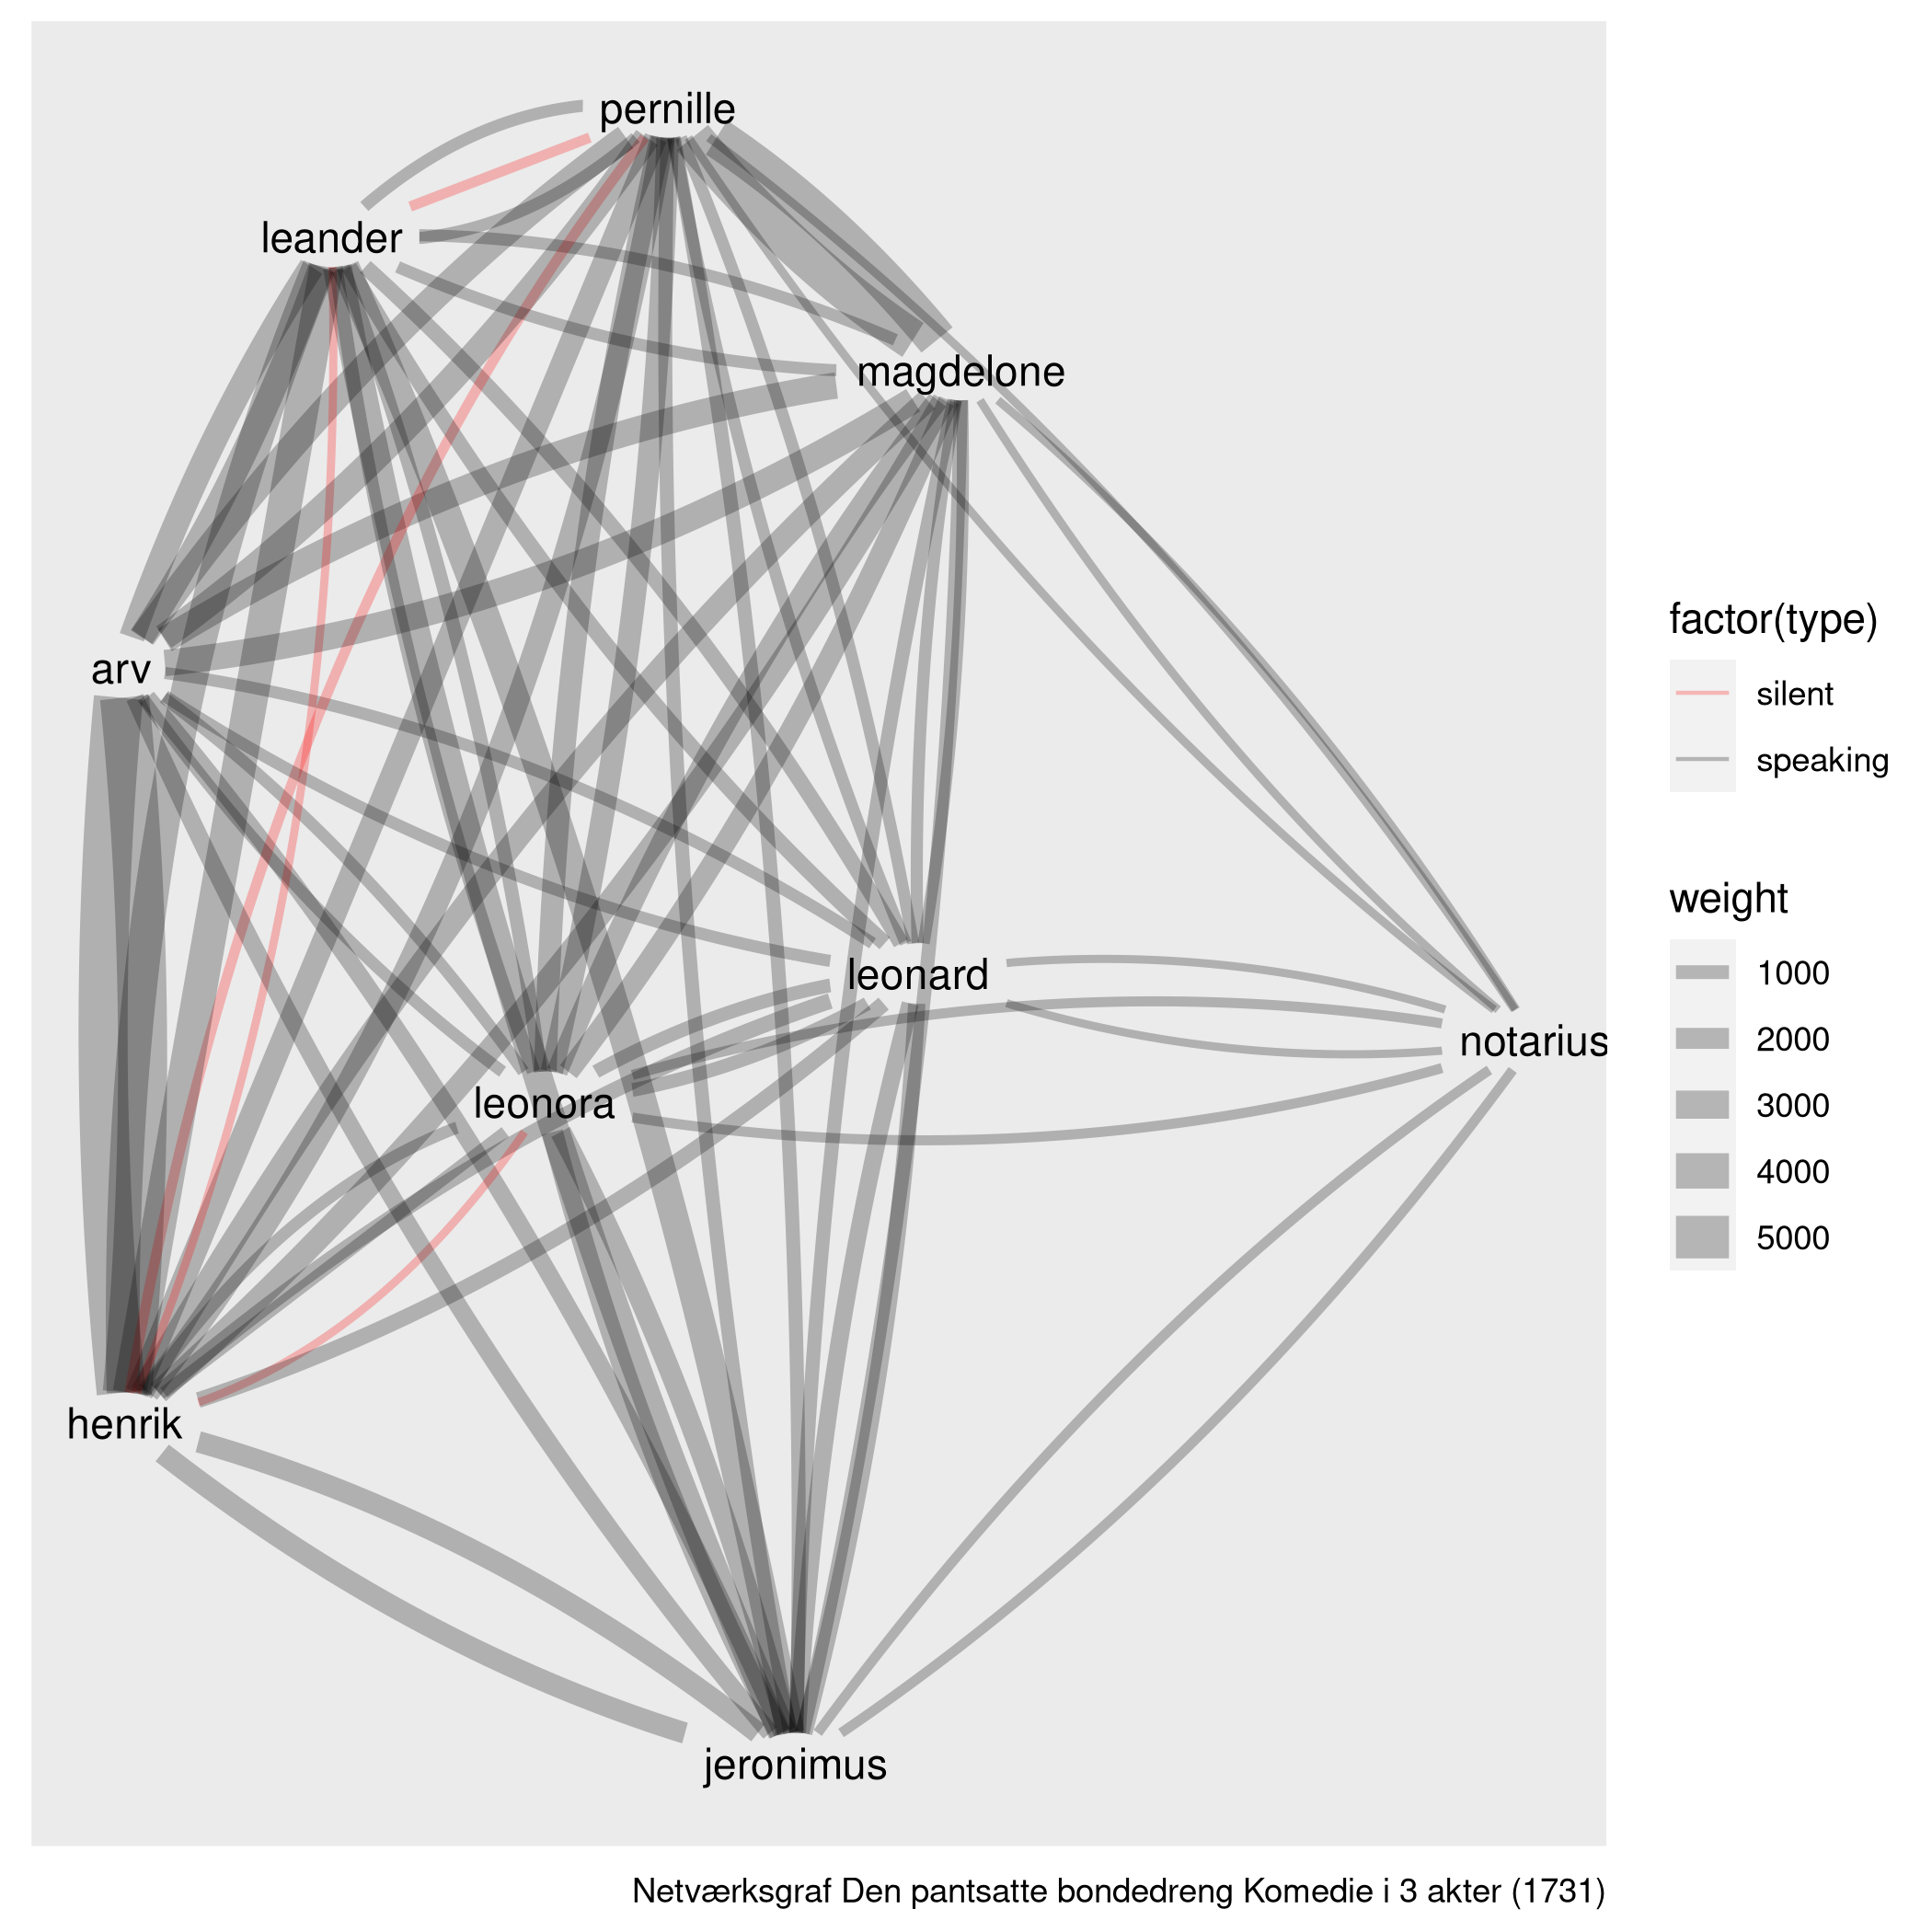 pernille
leander
magdelone
arv
leonard
notarius
leonora
henrik
jeronimus
factor(type)
silent
speaking
weight
1000
2000
3000
4000
5000
Netværksgraf Den pantsatte bondedreng Komedie i 3 akter (1731)